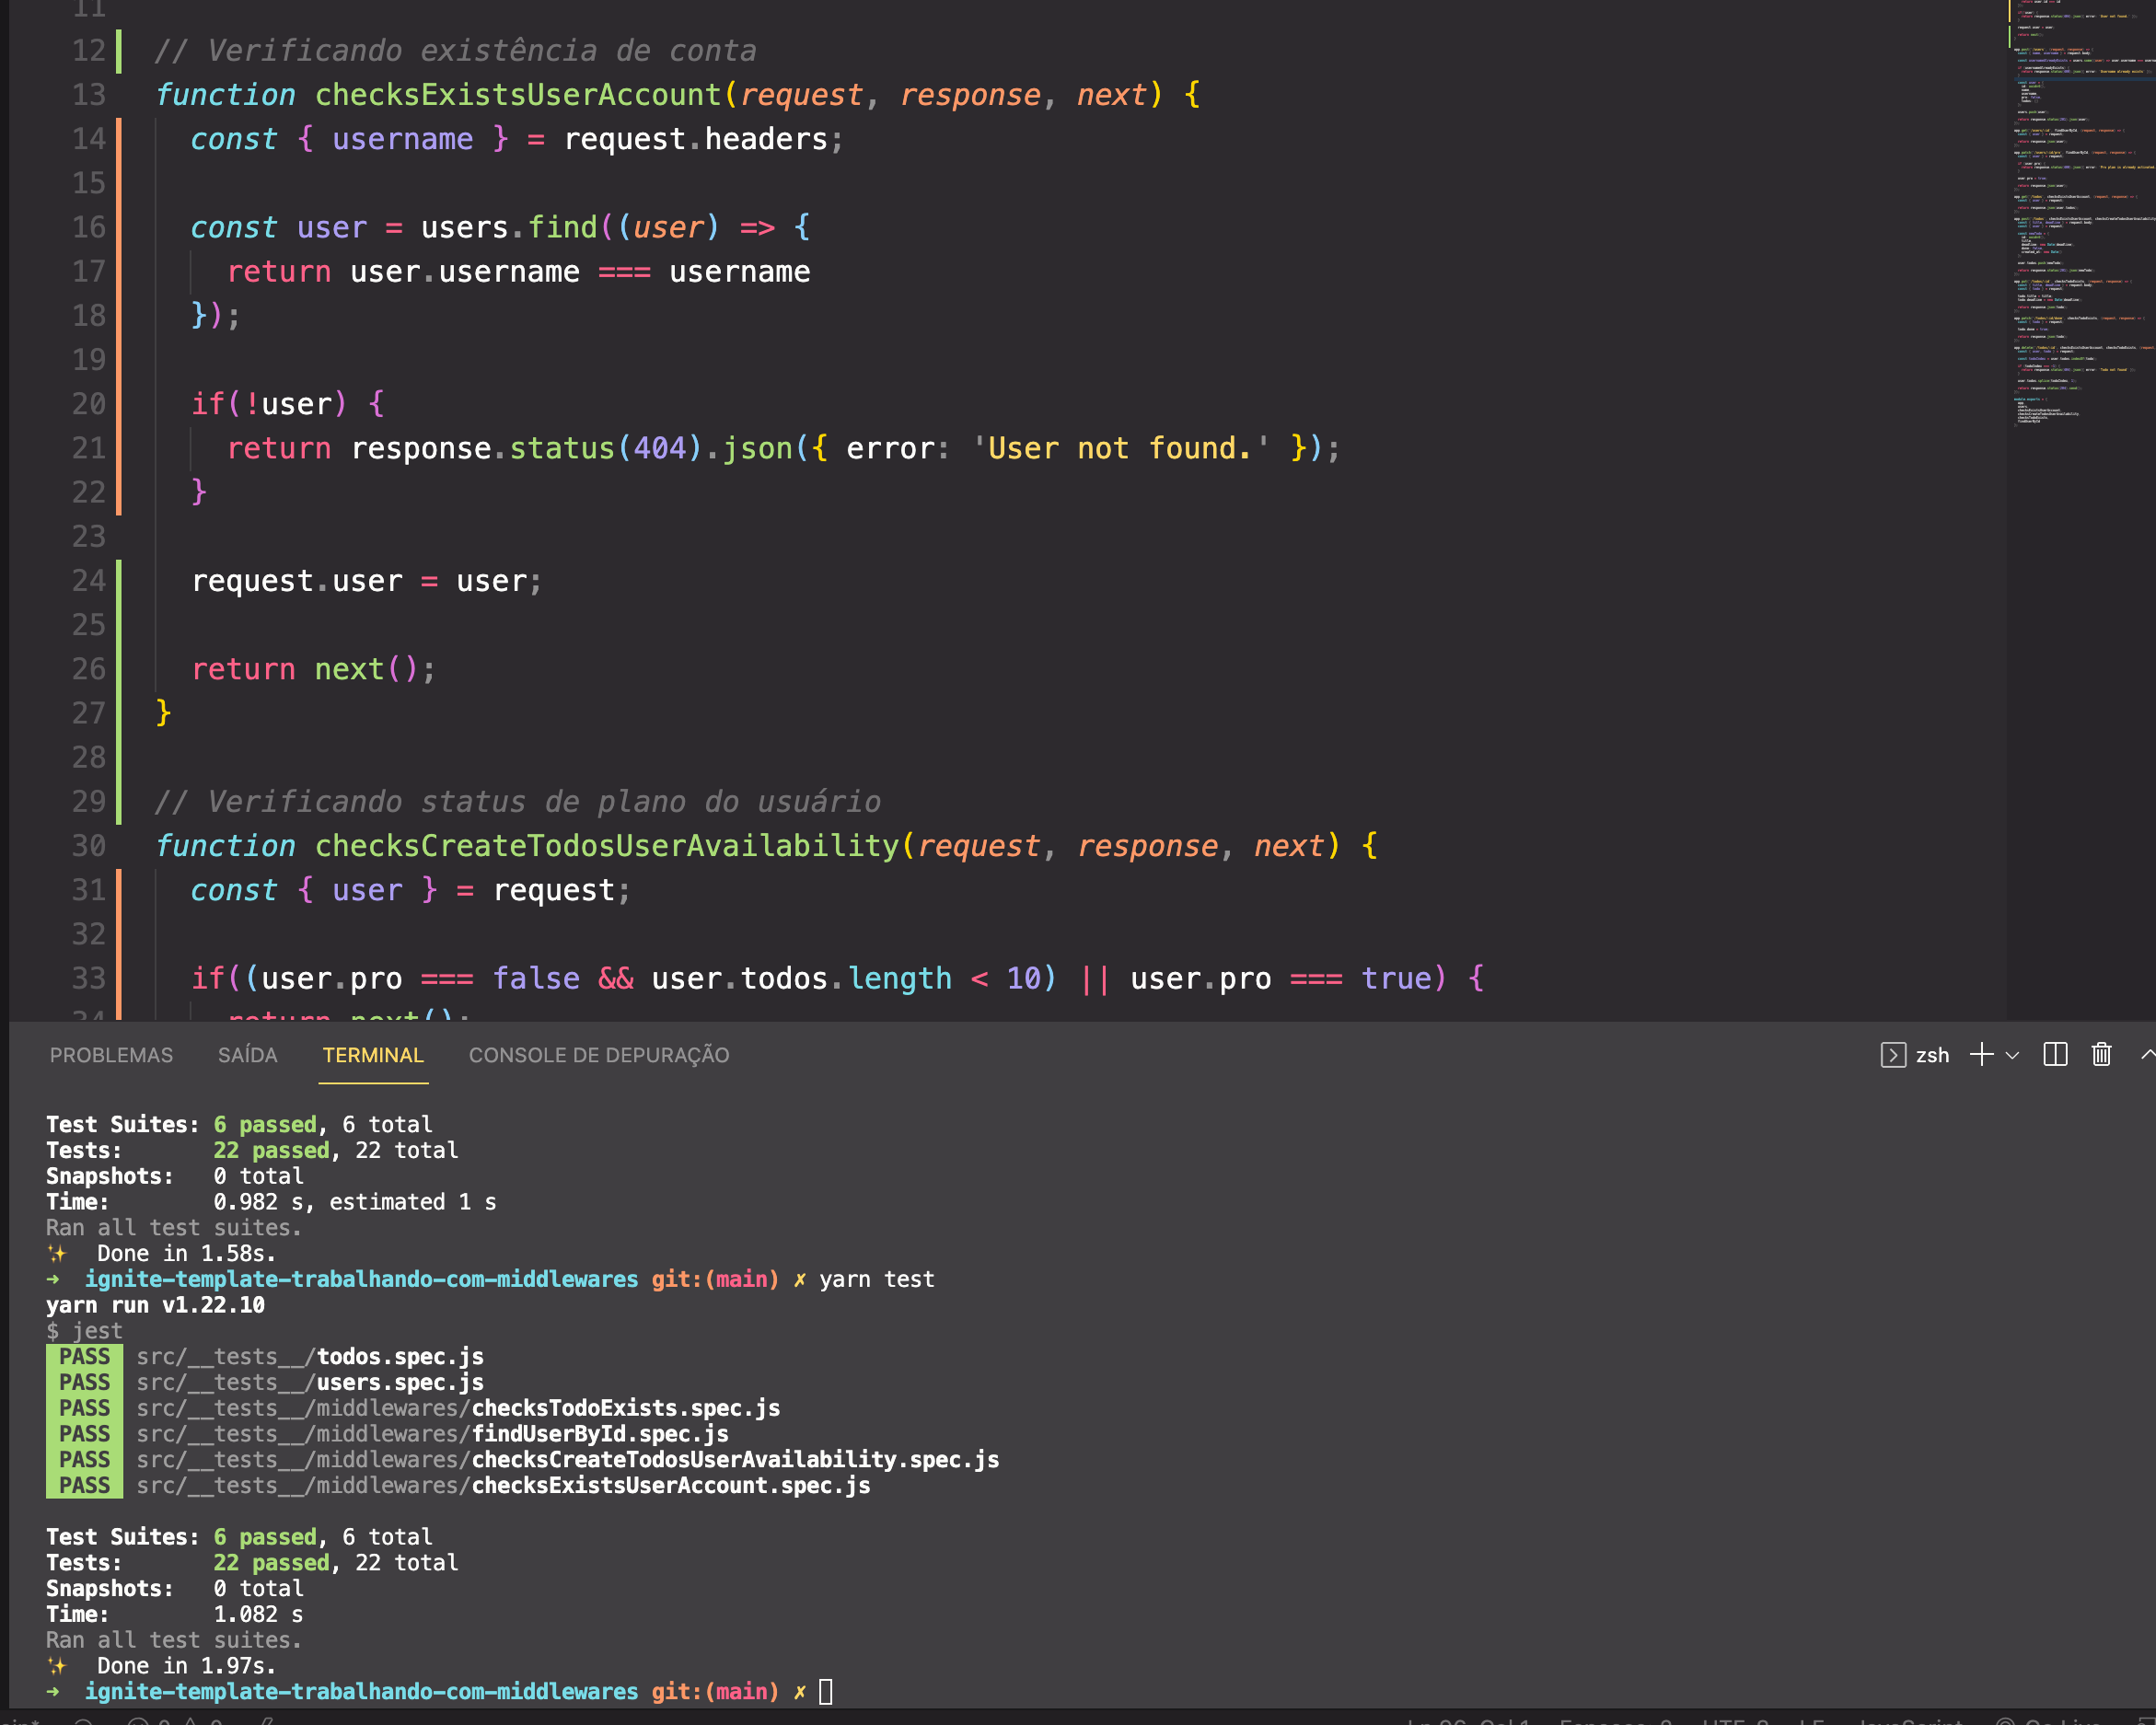 11
12 // Verificando existência de conta
13 function checksExistsUserAccount(request, response, next) {
14 const { username } = request.headers;
15
16 const user = users.find((user) => {
17 return user.username === username
18 });
19
20 if(!user) {
21 return response.status(404).json({ error: 'User not found.' });
22 }
23
24 request.user = user;
25
26 return next();
27 }
28
29 // Verificando status de plano do usuário
30 function checksCreateTodosUserAvailability(request, response, next) {
31 const { user } = request;
32
33 if((user.pro === false && user.todos.length < 10) || user.pro === true) {
34 return next();
PROBLEMAS SAÍDA TERMINAL CONSOLE DE DEPURAÇÃO zsh
Test Suites: 6 passed, 6 total
Tests: 22 passed, 22 total
Snapshots: 0 total
Time: 0.982 s, estimated 1 s
Ran all test suites.
✨ Done in 1.58s.
➜ ignite-template-trabalhando-com-middlewares git:(main) ✗ yarn test
yarn run v1.22.10
$ jest
PASS src/__tests__/todos.spec.js
PASS src/__tests__/users.spec.js
PASS src/__tests__/middlewares/checksTodoExists.spec.js
PASS src/__tests__/middlewares/findUserById.spec.js
PASS src/__tests__/middlewares/checksCreateTodosUserAvailability.spec.js
PASS src/__tests__/middlewares/checksExistsUserAccount.spec.js
Test Suites: 6 passed, 6 total
Tests: 22 passed, 22 total
Snapshots: 0 total
Time: 1.082 s
Ran all test suites.
✨ Done in 1.97s.
➜ ignite-template-trabalhando-com-middlewares git:(main) ✗